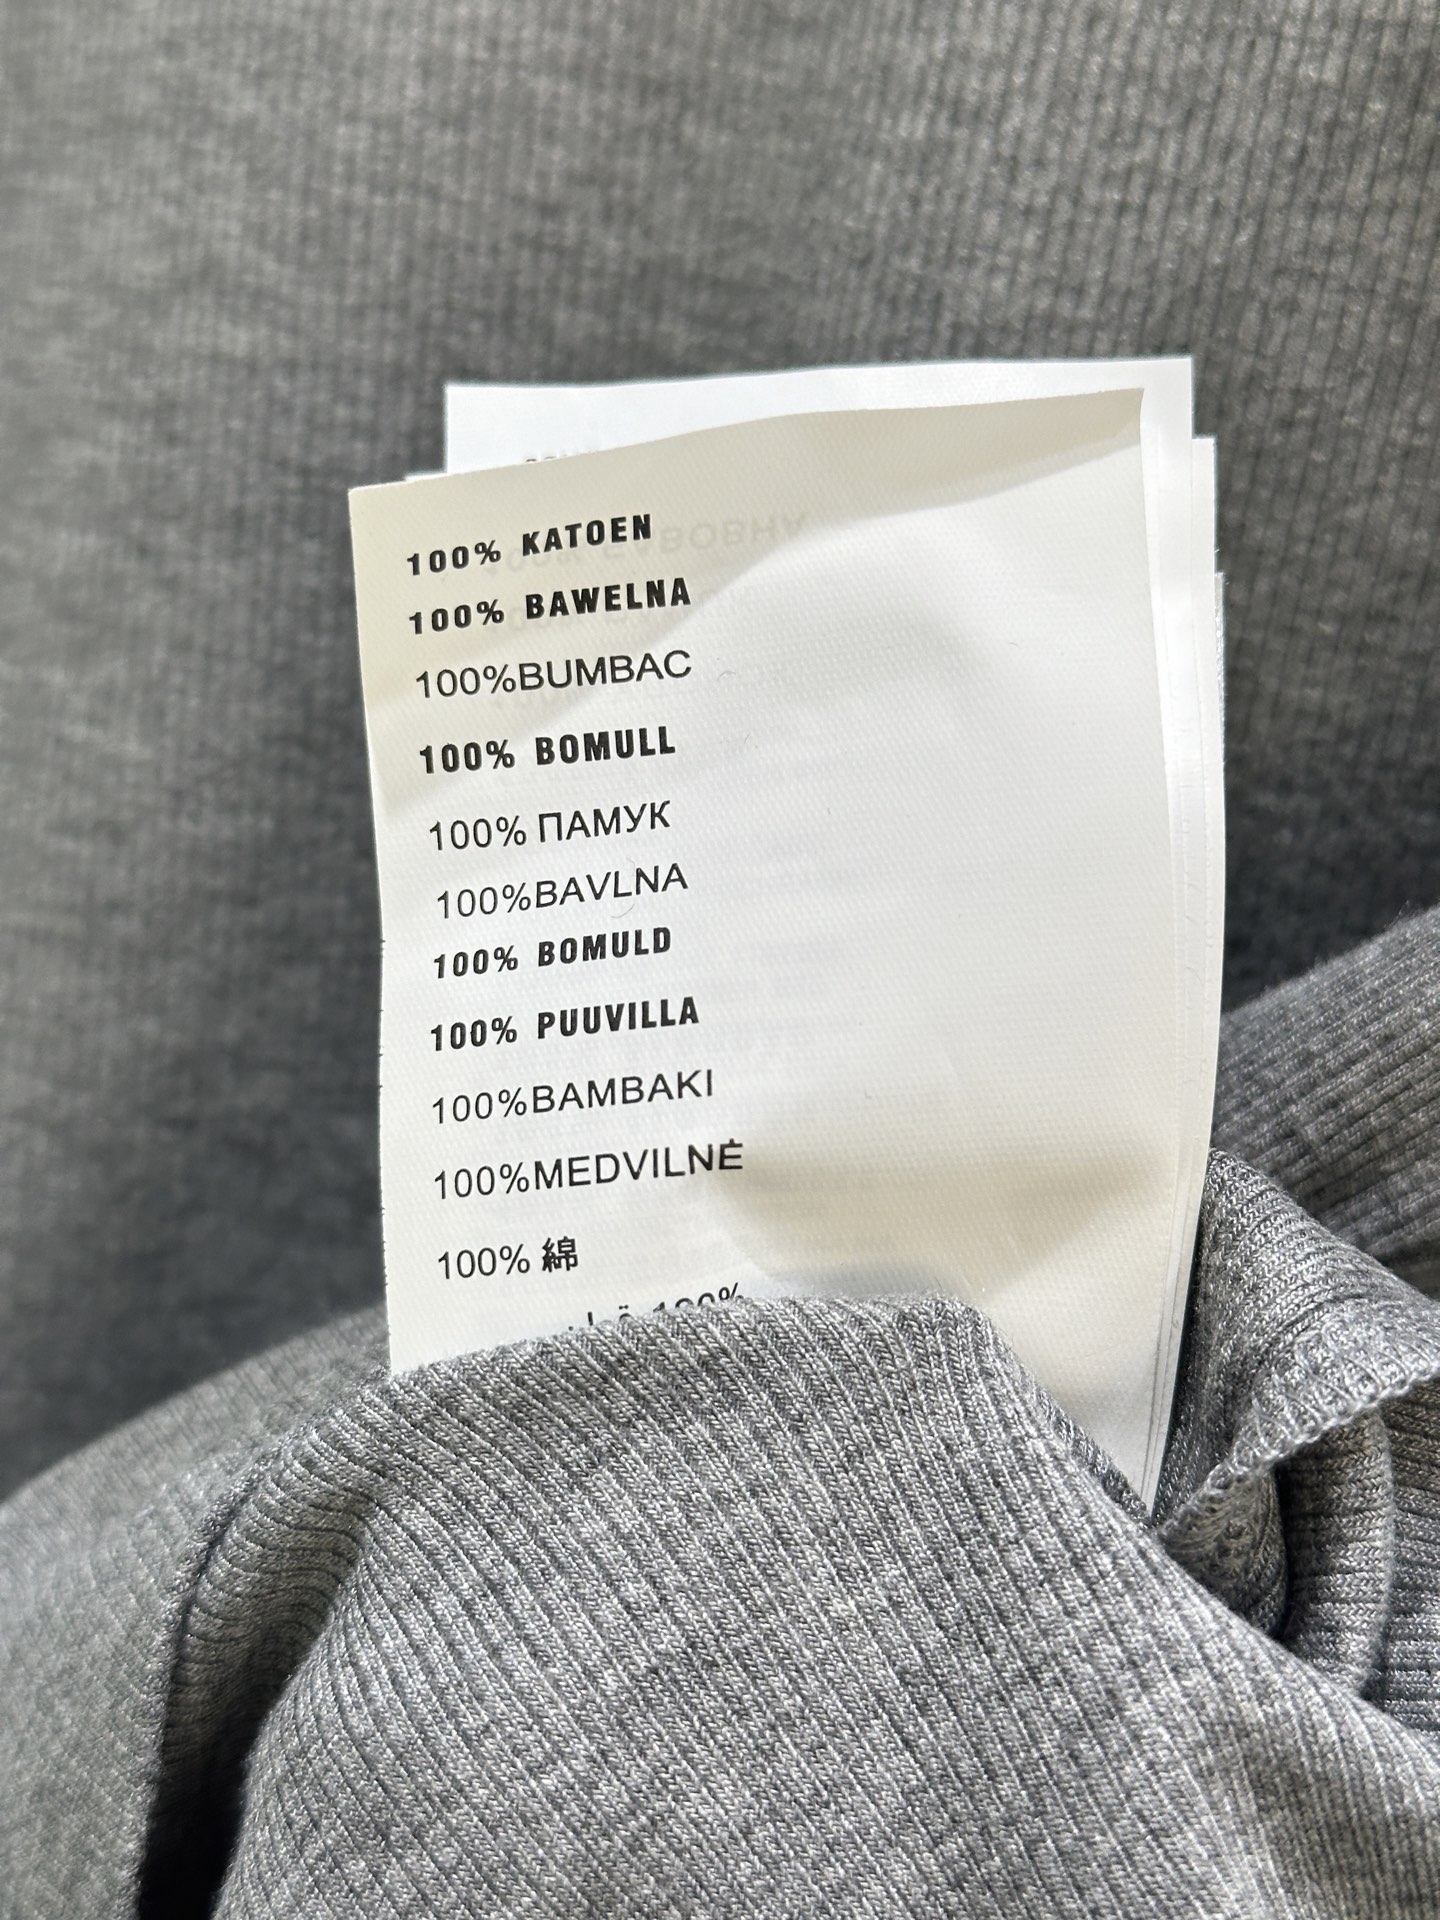 100% KATOEN
100% BAWELNA
100%BUMBAC
100% BOMULL
100% ПАМУК
100%BAVLNA
100% BOMULD
100% PUUVILLA
100%BAMBAKI
100%MEDVILNĖ
100% 綿
100%